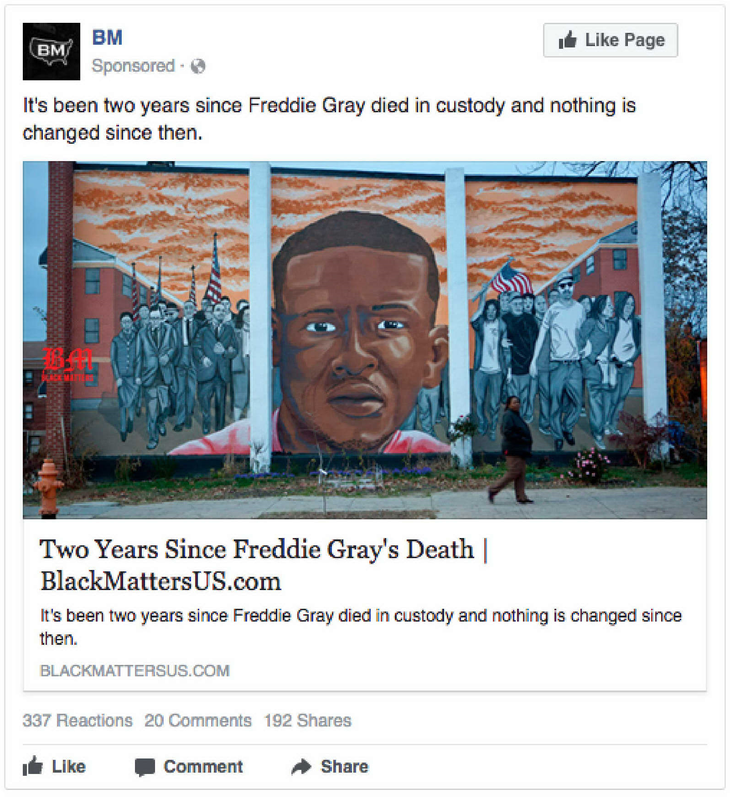 BM
BM
Like Page
Sponsored ·
It's been two years since Freddie Gray died in custody and nothing is
changed since then.
BM
BLACK MATTERS
Two Years Since Freddie Gray's Death |
BlackMattersUS.com
It's been two years since Freddie Gray died in custody and nothing is changed since
then.
BLACKMATTERSUS.COM
337 Reactions 20 Comments 192 Shares
Like Comment Share